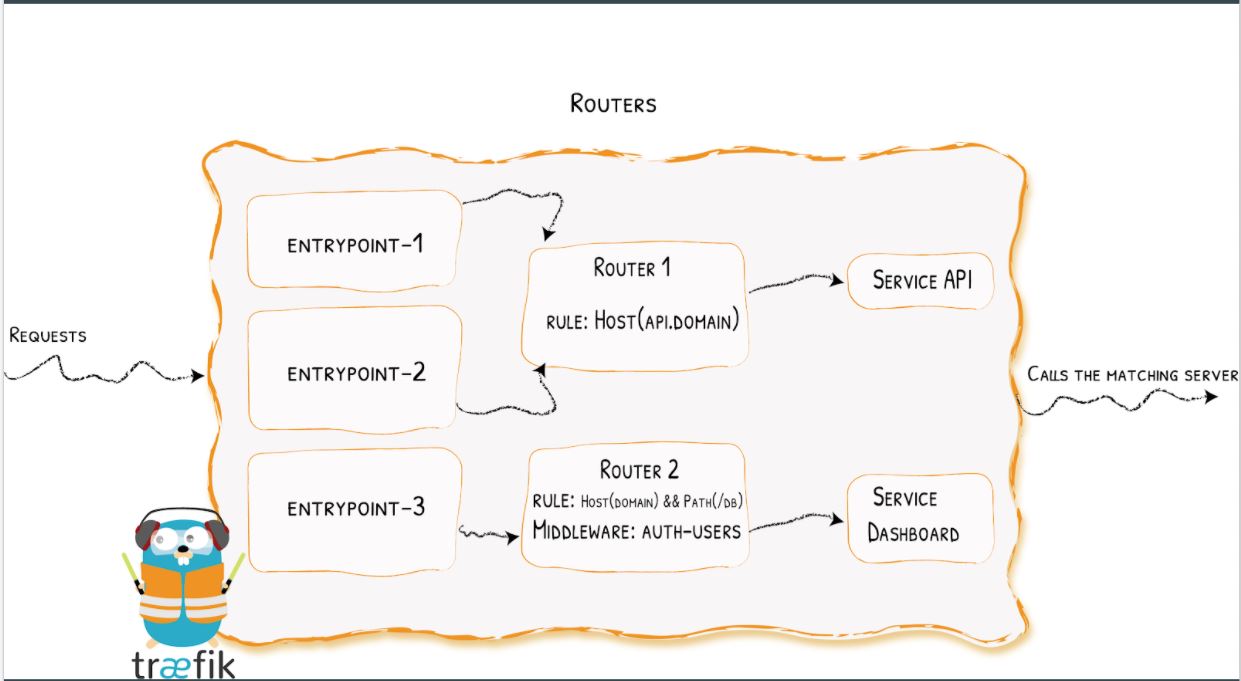 Routers
entrypoint-1
Router 1
rule: Host(api.domain)
Service API
Requests
entrypoint-2
Calls the matching server
entrypoint-3
Router 2
rule: Host(domain) && Path(/db)
Middleware: auth-users
Service
Dashboard
træfik